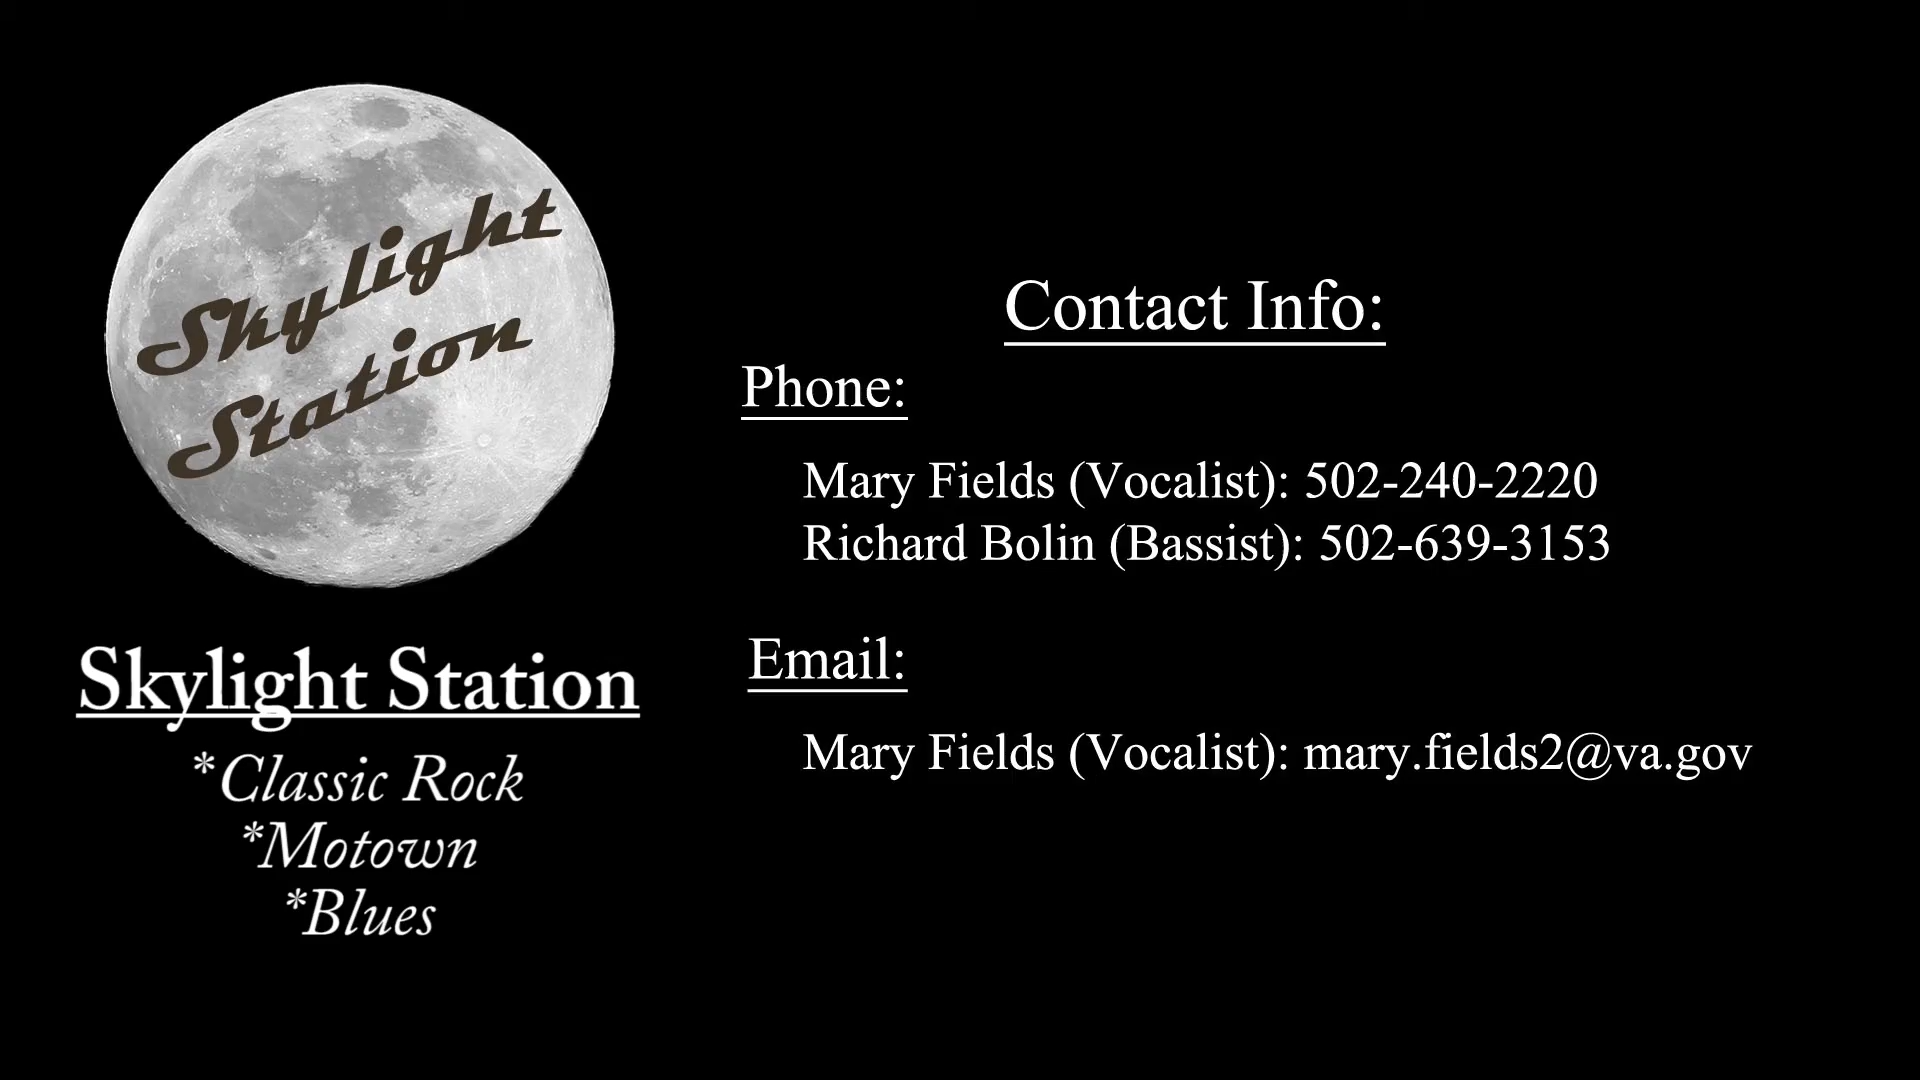 Skylight
Station
Skylight Station
*Classic Rock
*Motown
*Blues
Contact Info:
Phone:
Mary Fields (Vocalist): 502-240-2220
Richard Bolin (Bassist): 502-639-3153
Email:
Mary Fields (Vocalist): mary.fields2@va.gov